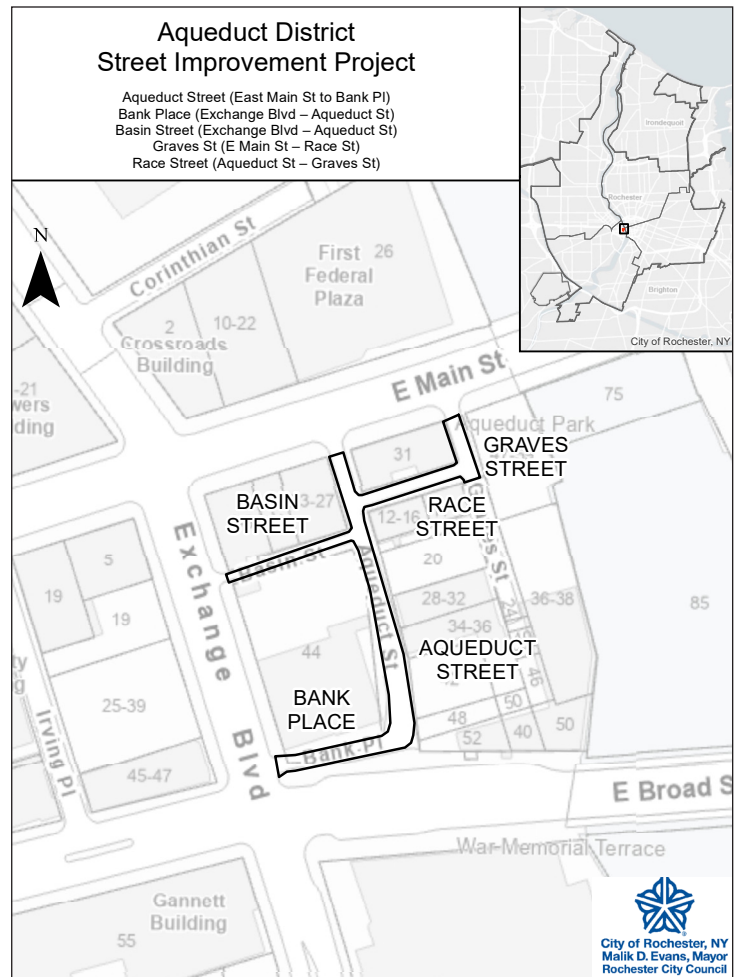 Aqueduct District
Street Improvement Project
Aqueduct Street (East Main St to Bank Pl)
Bank Place (Exchange Blvd – Aqueduct St)
Basin Street (Exchange Blvd – Aqueduct St)
Graves St (E Main St – Race St)
Race Street (Aqueduct St – Graves St)
Irondequoit
Rochester
Brighton
City of Rochester, NY
N
Corinthian St
First 26
Federal
Plaza
2
10-22
Crossroads
Building
E Main St
75
Aqueduct Park
31
GRAVES
STREET
BASIN
STREET
RACE
STREET
12-16
Basin St
Exchange Blvd
Aqueduct St
5
19
19
20
28-32
36-38
34-36
85
44
AQUEDUCT
STREET
46
25-39
BANK
PLACE
50
48
40
50
52
Irving Pl
Bank Pl
45-47
E Broad S
War Memorial Terrace
Gannett
Building
55
City of Rochester, NY
Malik D. Evans, Mayor
Rochester City Council